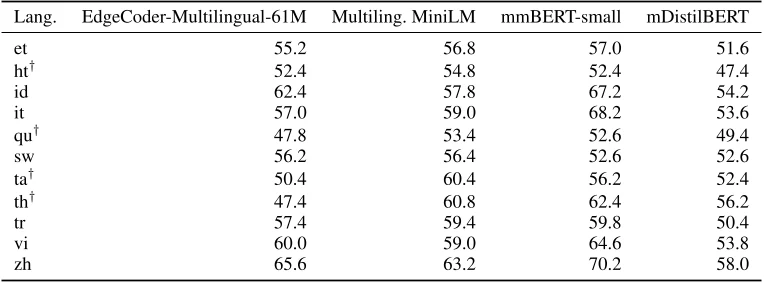 Lang. EdgeCoder-Multilingual-61M Multiling. MiniLM mmBERT-small mDistilBERT
et 55.2 56.8 57.0 51.6
ht† 52.4 54.8 52.4 47.4
id 62.4 57.8 67.2 54.2
it 57.0 59.0 68.2 53.6
qu† 47.8 53.4 52.6 49.4
sw 56.2 56.4 52.6 52.6
ta† 50.4 60.4 56.2 52.4
th† 47.4 60.8 62.4 56.2
tr 57.4 59.4 59.8 50.4
vi 60.0 59.0 64.6 53.8
zh 65.6 63.2 70.2 58.0